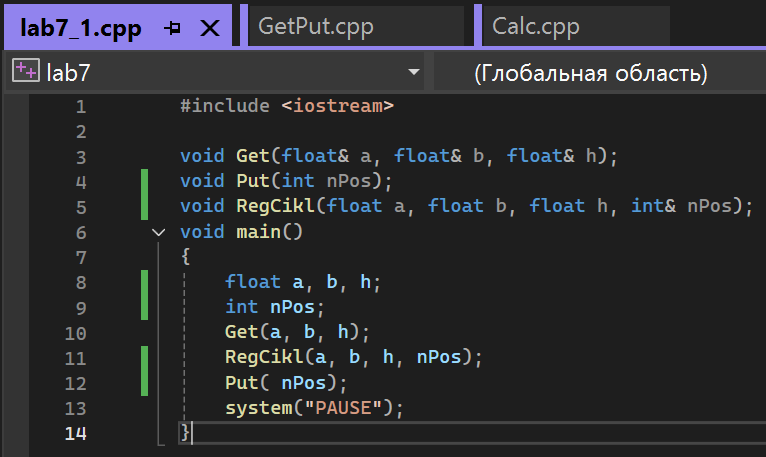 lab7_1.cpp GetPut.cpp Calc.cpp
lab7 (Глобальная область)
1 #include <iostream>
2
3 void Get(float& a, float& b, float& h);
4 void Put(int nPos);
5 void RegCikl(float a, float b, float h, int& nPos);
6 void main()
7 {
8 float a, b, h;
9 int nPos;
10 Get(a, b, h);
11 RegCikl(a, b, h, nPos);
12 Put( nPos);
13 system("PAUSE");
14 }